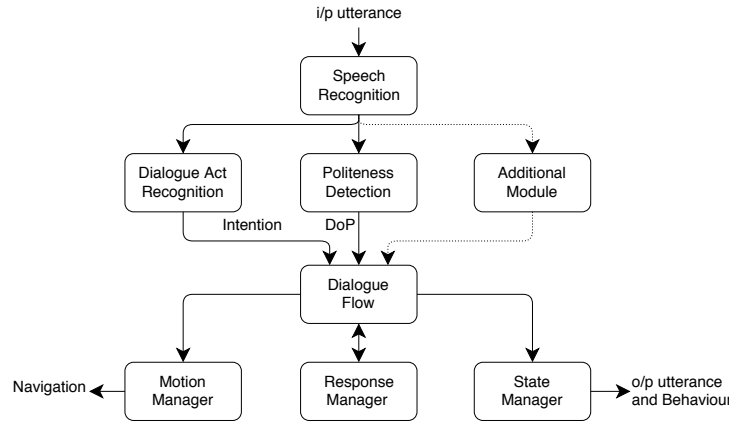 i/p utterance
Speech
Recognition
Dialogue Act
Recognition
Politeness
Detection
Additional
Module
Intention
DoP
Dialogue
Flow
Navigation
Motion
Manager
Response
Manager
State
Manager
o/p utterance
and Behaviour